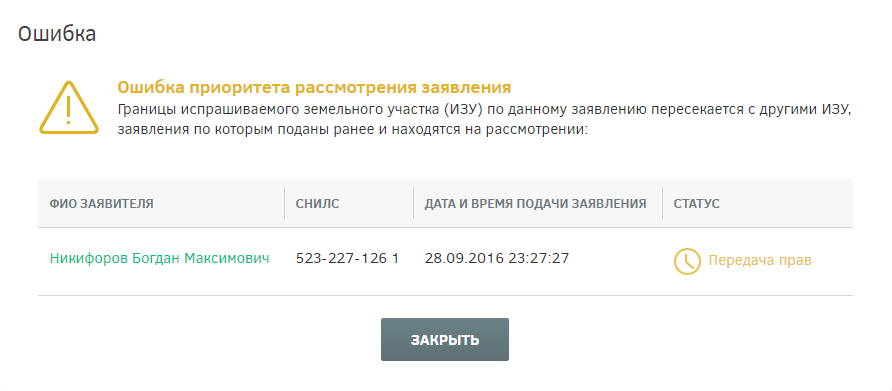 Ошибка
Ошибка приоритета рассмотрения заявления
Границы испрашиваемого земельного участка (ИЗУ) по данному заявлению пересекается с другими ИЗУ,
заявления по которым поданы ранее и находятся на рассмотрении:
ФИО ЗАЯВИТЕЛЯ СНИЛС ДАТА И ВРЕМЯ ПОДАЧИ ЗАЯВЛЕНИЯ СТАТУС
Никифоров Богдан Максимович 523-227-126 1 28.09.2016 23:27:27 Передача прав
ЗАКРЫТЬ